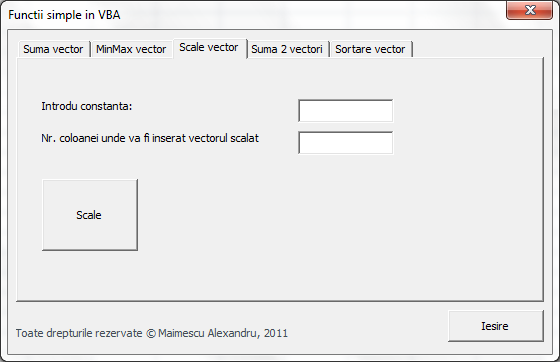 Functii simple in VBA
Suma vector MinMax vector Scale vector Suma 2 vectori Sortare vector
Introdu constanta:
Nr. coloanei unde va fi inserat vectorul scalat
Scale
Iesire
Toate drepturile rezervate © Maimescu Alexandru, 2011